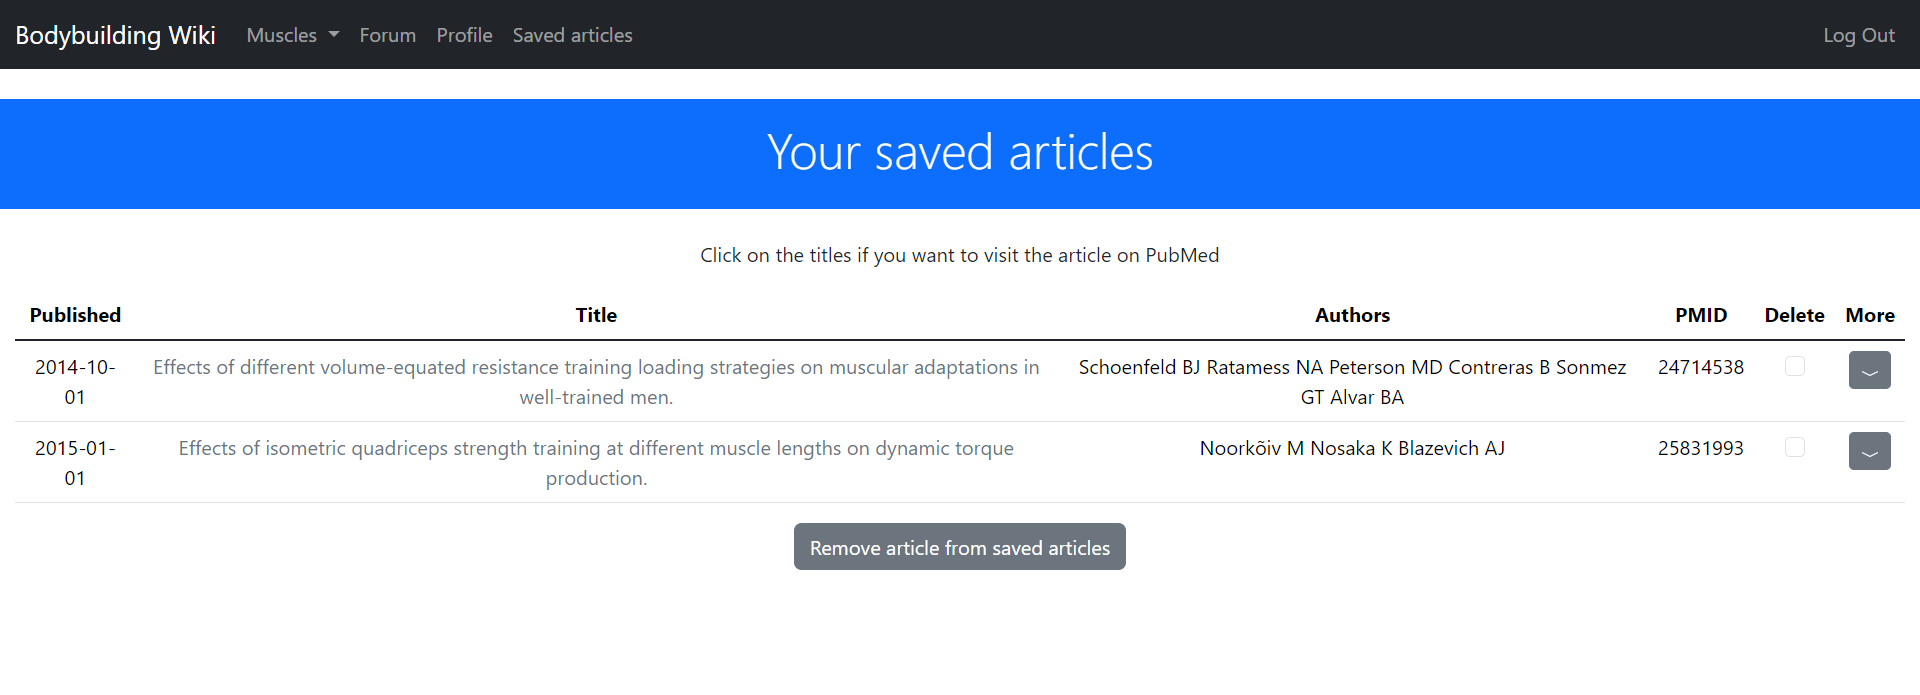 Bodybuilding Wiki Muscles Forum Profile Saved articles Log Out
Your saved articles
Click on the titles if you want to visit the article on PubMed
Published Title Authors PMID Delete More
2014-10- Effects of different volume-equated resistance training loading strategies on muscular adaptations in Schoenfeld BJ Ratamess NA Peterson MD Contreras B Sonmez 24714538
01 well-trained men. GT Alvar BA
2015-01- Effects of isometric quadriceps strength training at different muscle lengths on dynamic torque Noorkõiv M Nosaka K Blazevich AJ 25831993
01 production.
Remove article from saved articles